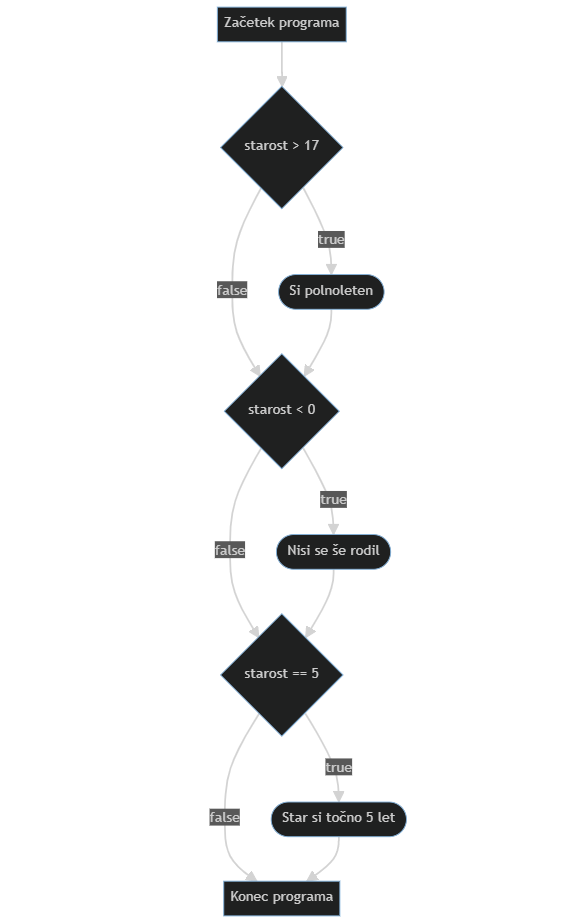 Začetek programa
starost > 17
true
false
Si polnoleten
starost < 0
true
false
Nisi se še rodil
starost == 5
true
false
Star si točno 5 let
Konec programa